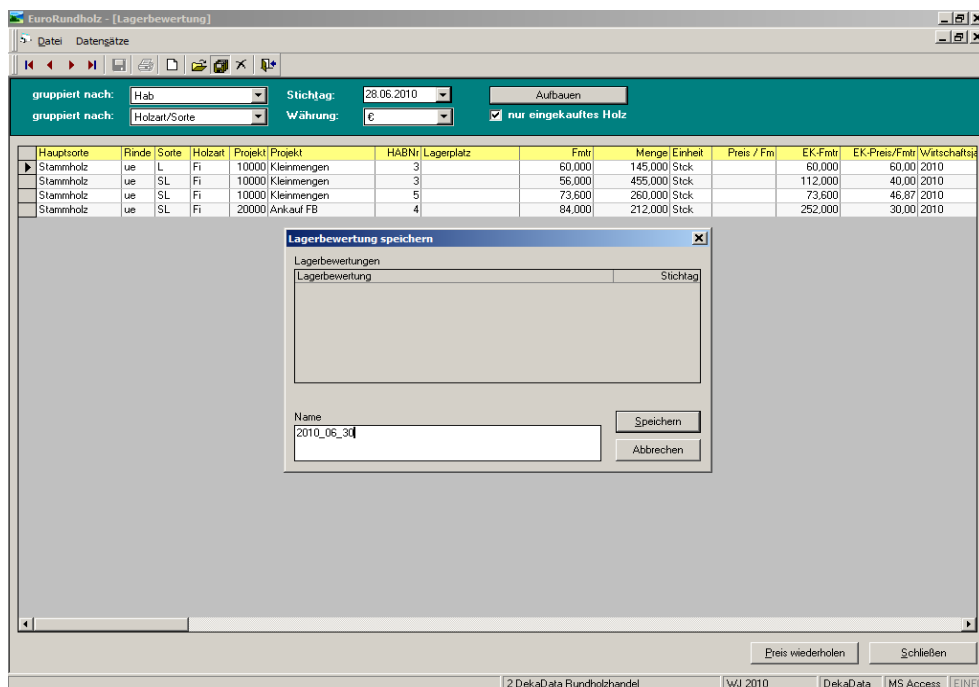 EuroRundholz - [Lagerbewertung]
Datei Datensätze
gruppiert nach: Hab Stichtag: 28.06.2010 Aufbauen
gruppiert nach: Holzart/Sorte Währung: € nur eingekauftes Holz
Hauptsorte Rinde Sorte Holzart Projekt Projekt HABNr Lagerplatz Fmtr Menge Einheit Preis / Fm EK-Fmtr EK-Preis/Fmtr Wirtschaftsja
Stammholz ue L Fi 10000 Kleinmengen 3 60,000 145,000 Stck 60,000 60,00 2010
Stammholz ue SL Fi 10000 Kleinmengen 3 56,000 455,000 Stck 112,000 40,00 2010
Stammholz ue SL Fi 10000 Kleinmengen 5 73,600 260,000 Stck 73,600 46,87 2010
Stammholz ue SL Fi 20000 Ankauf FB 4 84,000 212,000 Stck 252,000 30,00 2010
Lagerbewertung speichern
Lagerbewertungen
Lagerbewertung Stichtag
Name
2010_06_30
Speichern
Abbrechen
Preis wiederholen Schließen
2 DekaData Rundholzhandel WJ 2010 DekaData MS Access EINF